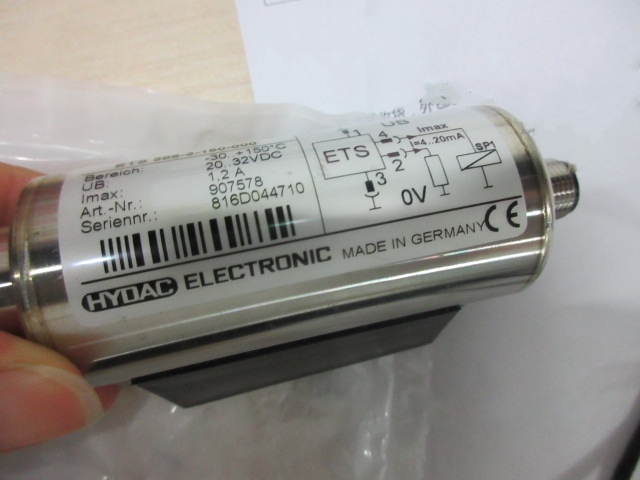 Bereich: -30..+150°C
UB: 20..32VDC
Imax: 1,2 A
Art.-Nr.: 907578
Seriennr.: 816D044710
HYDAC ELECTRONIC MADE IN GERMANY CE
UB
1 4 Imax
ETS I=4..20mA SP1
2
3
0V